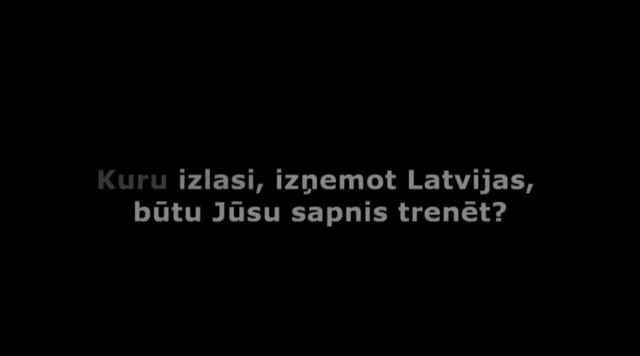 Kuru izlasi, izņemot Latvijas,
būtu Jūsu sapnis trenēt?